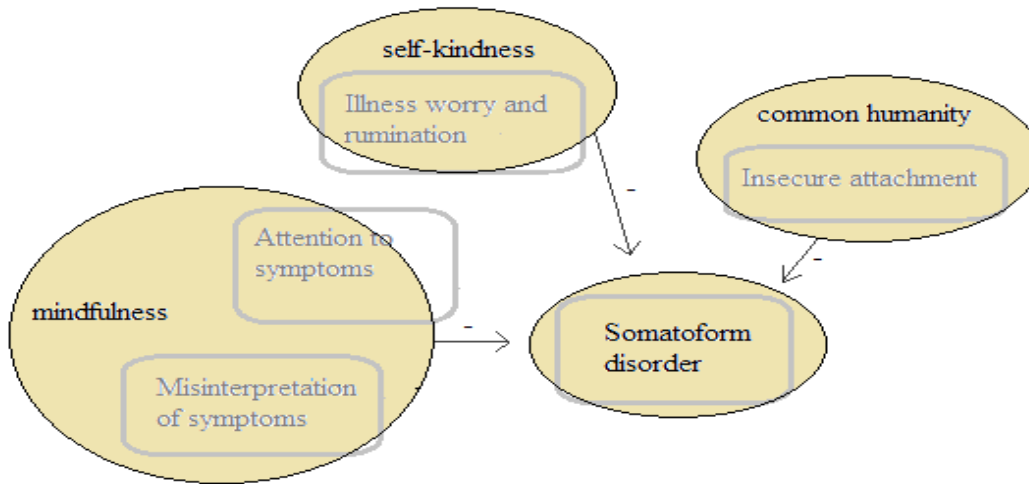 self-kindness
Illness worry and
rumination
-
common humanity
Insecure attachment
-
Attention to
symptoms
mindfulness
-
Misinterpretation
of symptoms
Somatoform
disorder